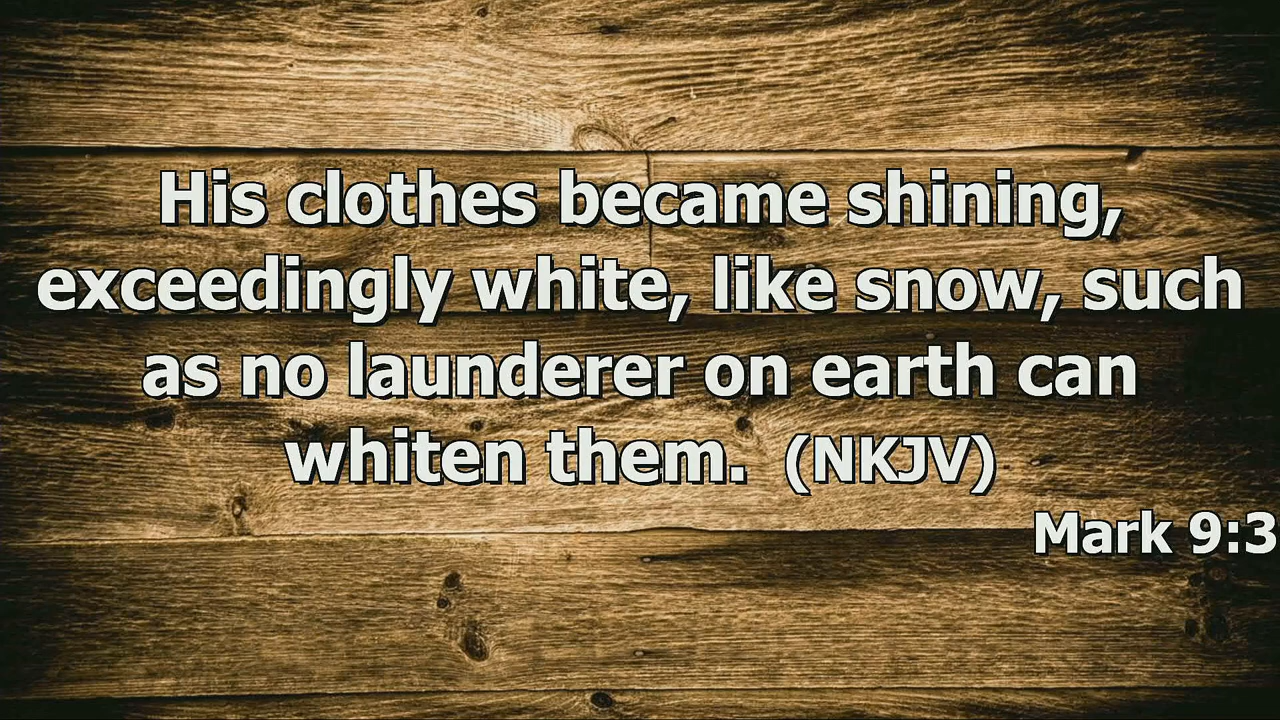 His clothes became shining,
exceedingly white, like snow, such
as no launderer on earth can
whiten them. (NKJV)
Mark 9:3